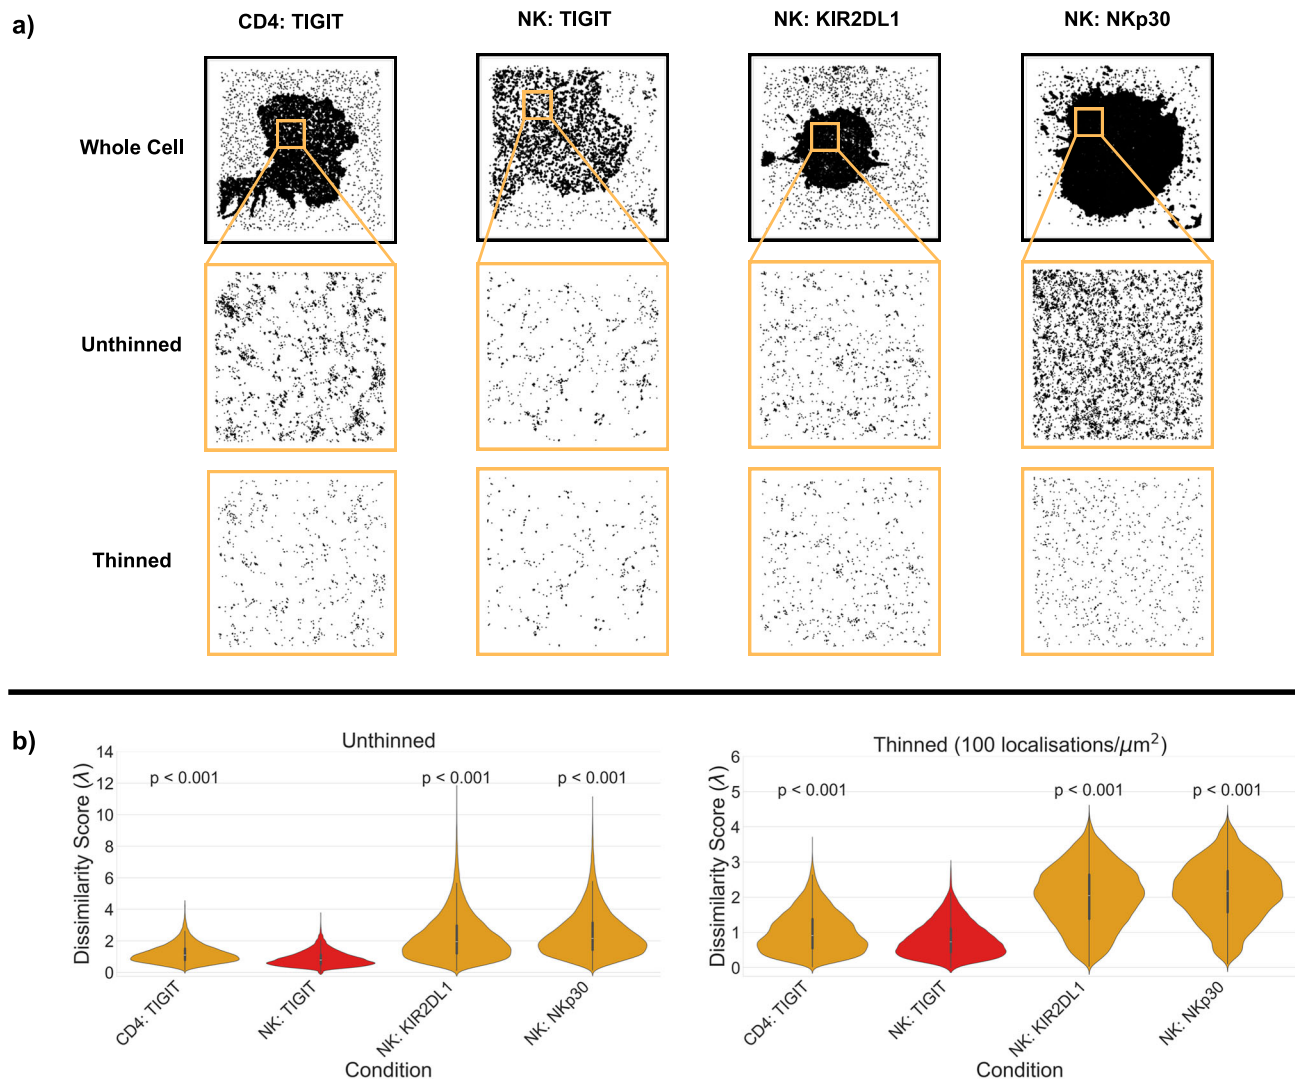 a)
CD4: TIGIT
NK: TIGIT
NK: KIR2DL1
NK: NKp30
Whole Cell
Unthinned
Thinned
b)
Unthinned
Dissimilarity Score (λ)
14
12
10
8
6
4
2
0
p < 0.001
p < 0.001
p < 0.001
CD4: TIGIT
NK: TIGIT
NK: KIR2DL1
NK: NKp30
Condition
Thinned (100 localisations/μm²)
Dissimilarity Score (λ)
6
5
4
3
2
1
0
p < 0.001
p < 0.001
p < 0.001
CD4: TIGIT
NK: TIGIT
NK: KIR2DL1
NK: NKp30
Condition